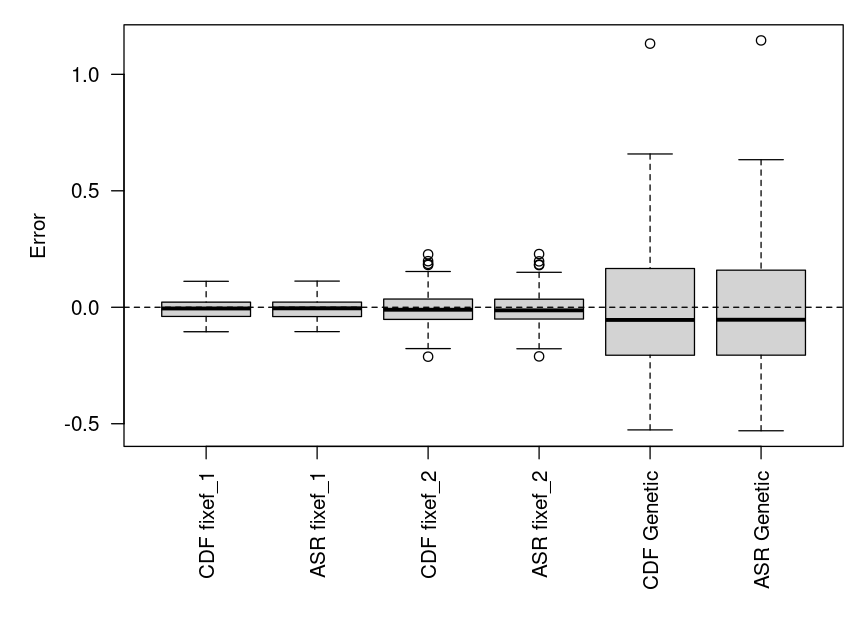 1.0
0.5
0.0
-0.5
Error
CDF fixef_1
ASR fixef_1
CDF fixef_2
ASR fixef_2
CDF Genetic
ASR Genetic